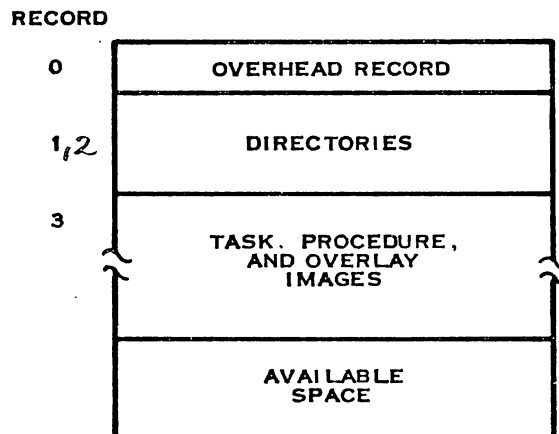 RECORD
0 OVERHEAD RECORD
1,2 DIRECTORIES
3
TASK. PROCEDURE,
AND OVERLAY
IMAGES
AVAILABLE
SPACE